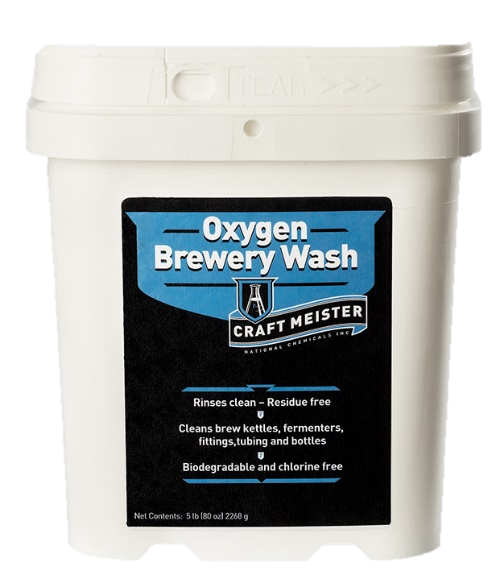 TEAR >>>
Oxygen
Brewery Wash
CRAFT MEISTER
NATIONAL CHEMICALS INC
Rinses clean – Residue free
Cleans brew kettles, fermenters,
fittings,tubing and bottles
Biodegradable and chlorine free
Net Contents: 5 lb (80 oz) 2268 g